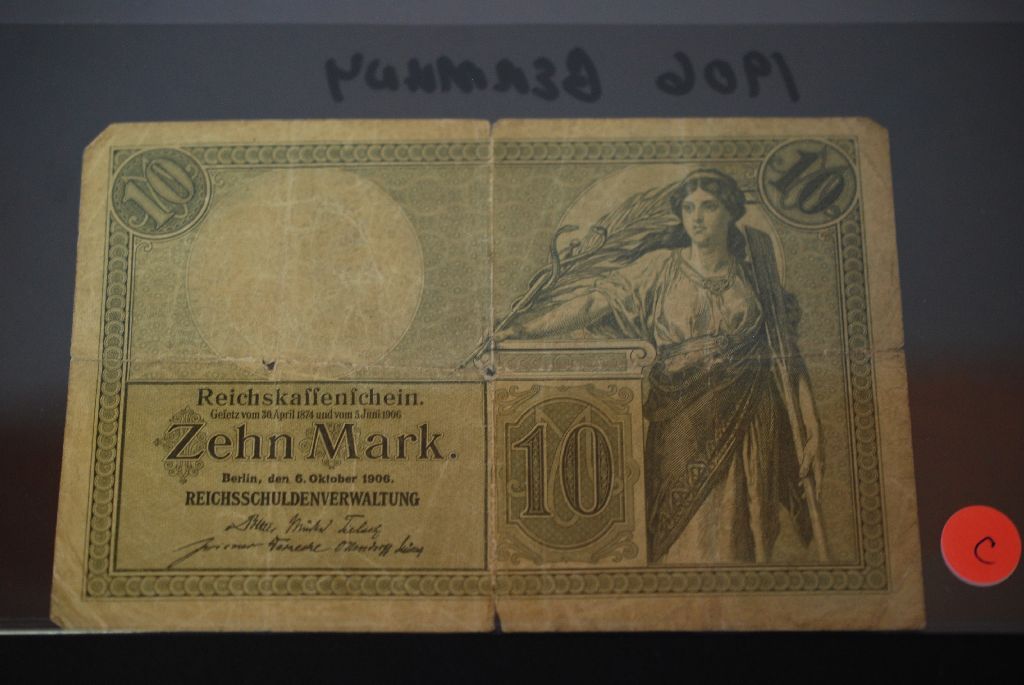 1906 GERMANY
10 10
Reichskaſſenſchein.
Geſetz vom 30. April 1874 und vom 5. Juni 1906
Zehn Mark.
Berlin, den 6. Oktober 1906.
REICHSSCHULDENVERWALTUNG
10
C